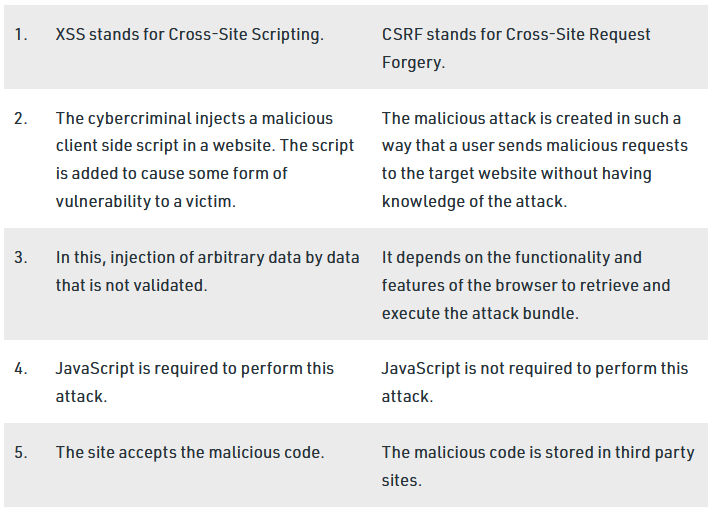 1. XSS stands for Cross-Site Scripting. CSRF stands for Cross-Site Request
Forgery.
2. The cybercriminal injects a malicious The malicious attack is created in such a
client side script in a website. The script way that a user sends malicious requests
is added to cause some form of to the target website without having
vulnerability to a victim. knowledge of the attack.
3. In this, injection of arbitrary data by data It depends on the functionality and
that is not validated. features of the browser to retrieve and
execute the attack bundle.
4. JavaScript is required to perform this JavaScript is not required to perform this
attack. attack.
5. The site accepts the malicious code. The malicious code is stored in third party
sites.